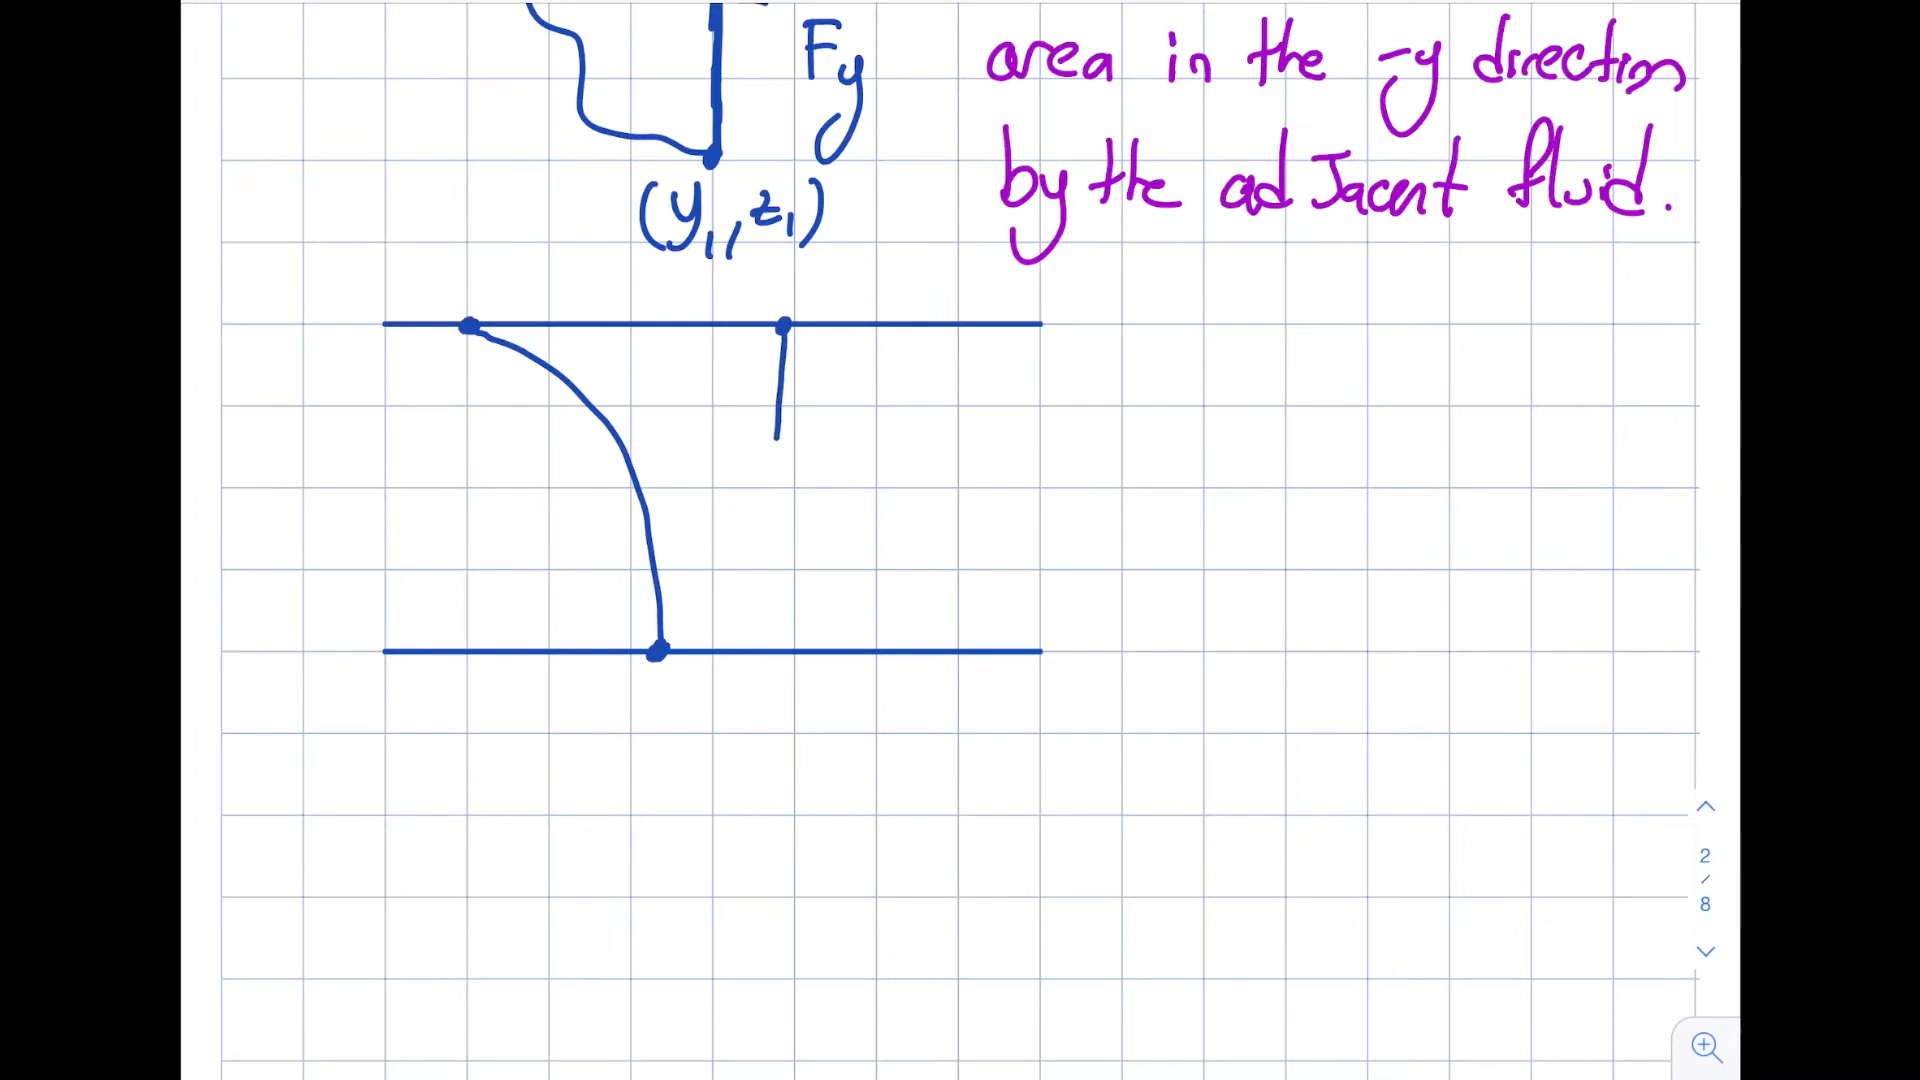 Fy
area in the -y direction
by the adJacent fluid.
(y₁, z₁)
2
/
8